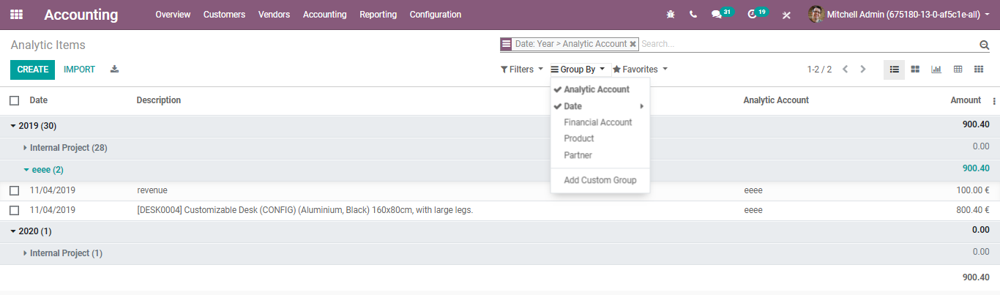 Accounting Overview Customers Vendors Accounting Reporting Configuration 31 19 Mitchell Admin (675180-13-0-af5c1e-all)
Analytic Items Date: Year > Analytic Account Search...
CREATE IMPORT Filters Group By Favorites 1-2 / 2
Analytic Account
Date
Financial Account
Product
Partner
Add Custom Group
Date Description Analytic Account Amount
2019 (30) 900.40
Internal Project (28) 0.00
eeee (2) 900.40
11/04/2019 revenue eeee 100.00 €
11/04/2019 [DESK0004] Customizable Desk (CONFIG) (Aluminium, Black) 160x80cm, with large legs. eeee 800.40 €
2020 (1) 0.00
Internal Project (1) 0.00
900.40